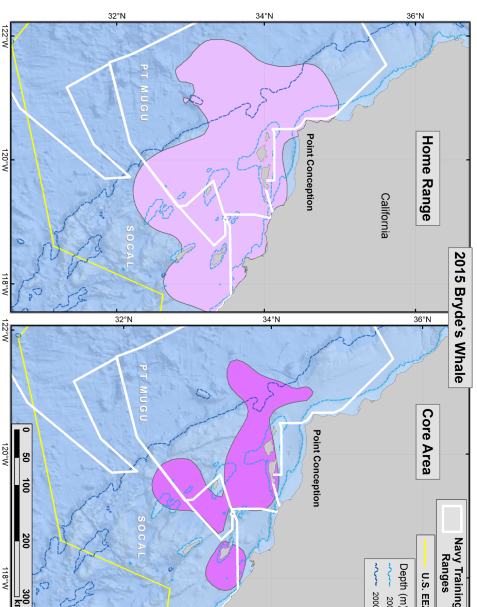 2015 Bryde's Whale
Home Range
36°N
34°N
32°N
122°W
120°W
118°W
California
Point Conception
PT MUGU
SOCAL
Core Area
36°N
34°N
32°N
122°W
120°W
118°W
Point Conception
PT MUGU
SOCAL
Navy Training
Ranges
U.S. EE
Depth (m
20
200
0 50 100 200 300
k